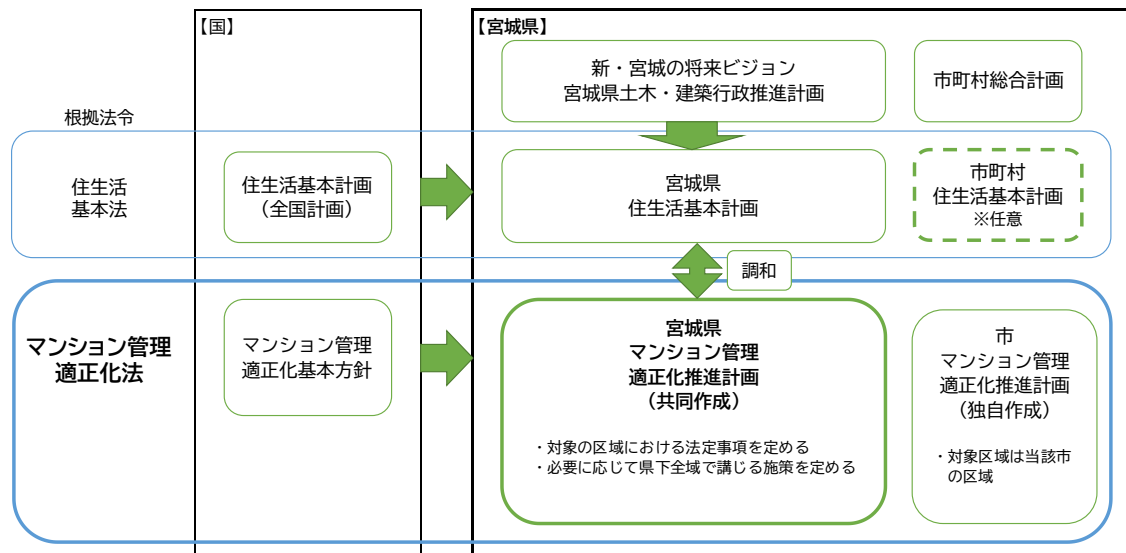 【国】
【宮城県】
新・宮城の将来ビジョン
宮城県土木・建築行政推進計画
市町村総合計画
根拠法令
住生活
基本法
住生活基本計画
（全国計画）
宮城県
住生活基本計画
市町村
住生活基本計画
※任意
調和
マンション管理
適正化法
マンション管理
適正化基本方針
宮城県
マンション管理
適正化推進計画
（共同作成）
・対象の区域における法定事項を定める
・必要に応じて県下全域で講じる施策を定める
市
マンション管理
適正化推進計画
（独自作成）
・対象区域は当該市
の区域